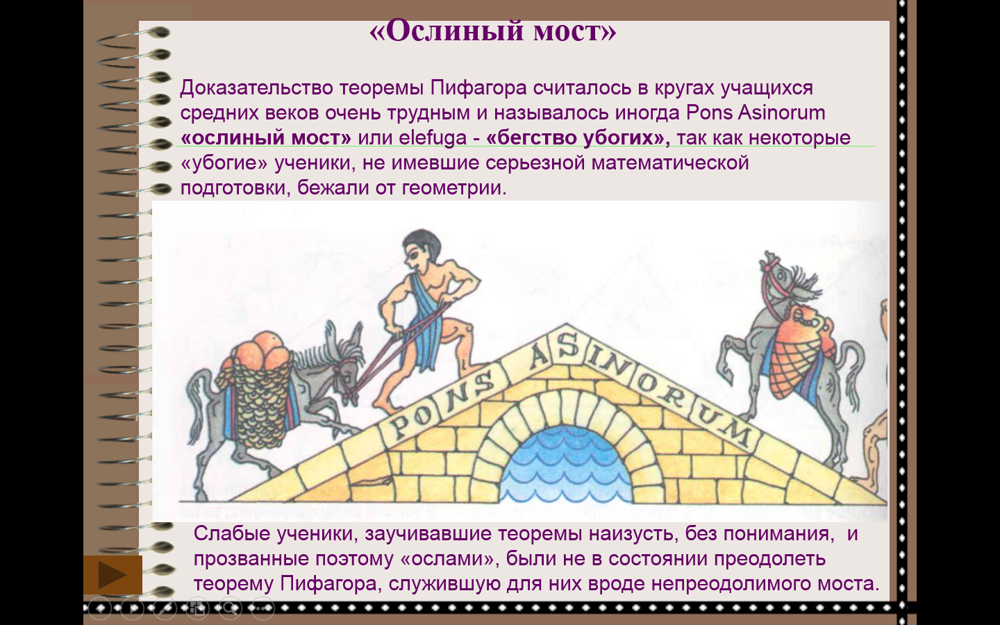 «Ослиный мост»
Доказательство теоремы Пифагора считалось в кругах учащихся
средних веков очень трудным и называлось иногда Pons Asinorum
«ослиный мост» или elefuga - «бегство убогих», так как некоторые
«убогие» ученики, не имевшие серьезной математической
подготовки, бежали от геометрии.
PONS ASINORUM
Слабые ученики, заучивавшие теоремы наизусть, без понимания,  и
прозванные поэтому «ослами», были не в состоянии преодолеть
теорему Пифагора, служившую для них вроде непреодолимого моста.